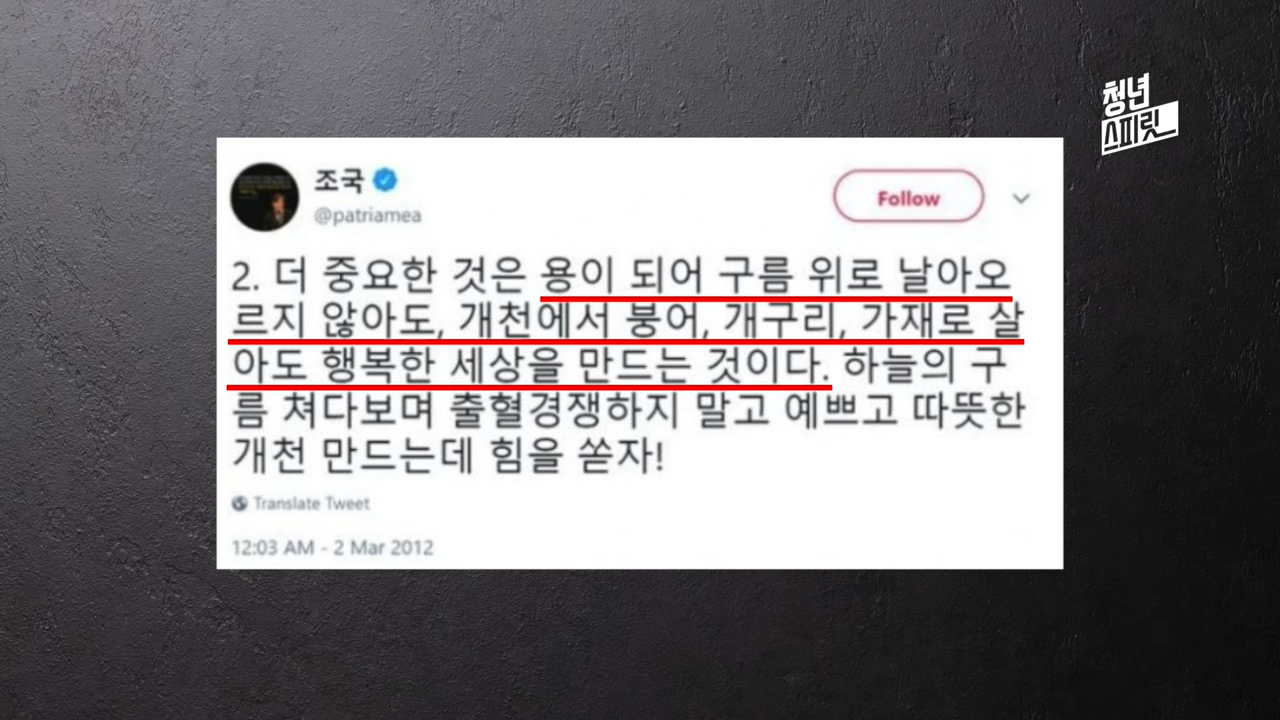 청년
스피릿
조국
@patriamea
Follow
2. 더 중요한 것은 용이 되어 구름 위로 날아오
르지 않아도, 개천에서 붕어, 개구리, 가재로 살
아도 행복한 세상을 만드는 것이다. 하늘의 구
름 쳐다보며 출혈경쟁하지 말고 예쁘고 따뜻한
개천 만드는데 힘을 쏟자!
Translate Tweet
12:03 AM - 2 Mar 2012